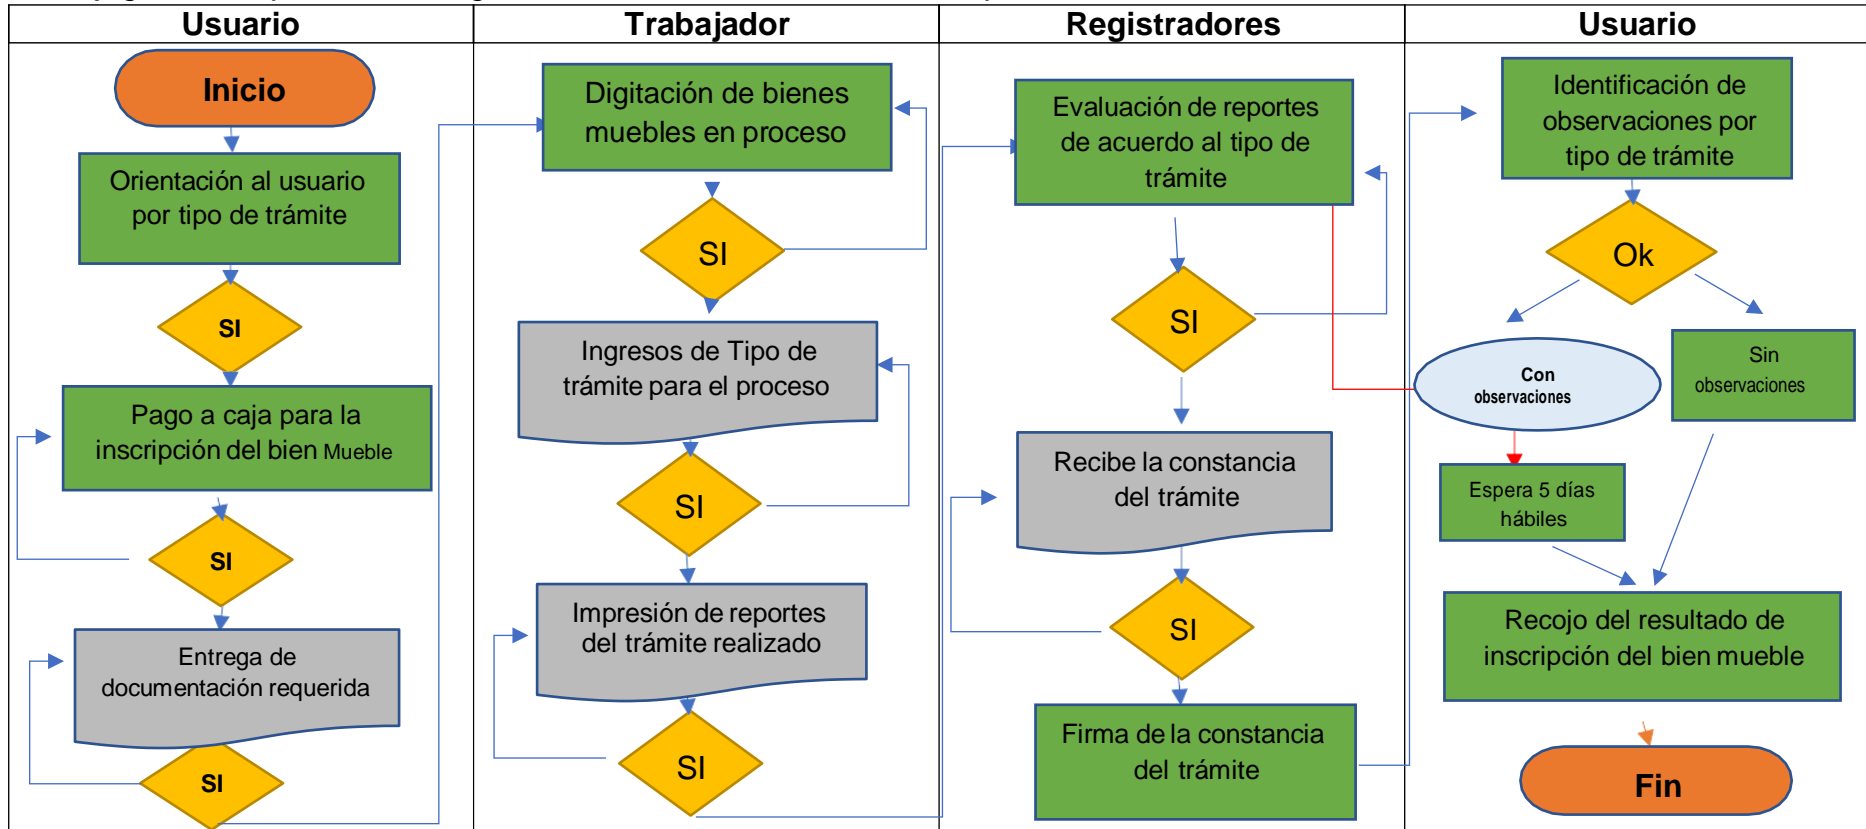 Usuario
Trabajador
Registradores
Usuario
Inicio
Orientación al usuario
por tipo de trámite
SI
Pago a caja para la
inscripción del bien Mueble
SI
Entrega de
documentación requerida
SI
Digitación de bienes
muebles en proceso
SI
Ingresos de Tipo de
trámite para el proceso
SI
Impresión de reportes
del trámite realizado
SI
Evaluación de reportes
de acuerdo al tipo de
trámite
SI
Recibe la constancia
del trámite
SI
Firma de la constancia
del trámite
Identificación de
observaciones por
tipo de trámite
Ok
Con
observaciones
Sin
observaciones
Espera 5 días
hábiles
Recojo del resultado de
inscripción del bien mueble
Fin